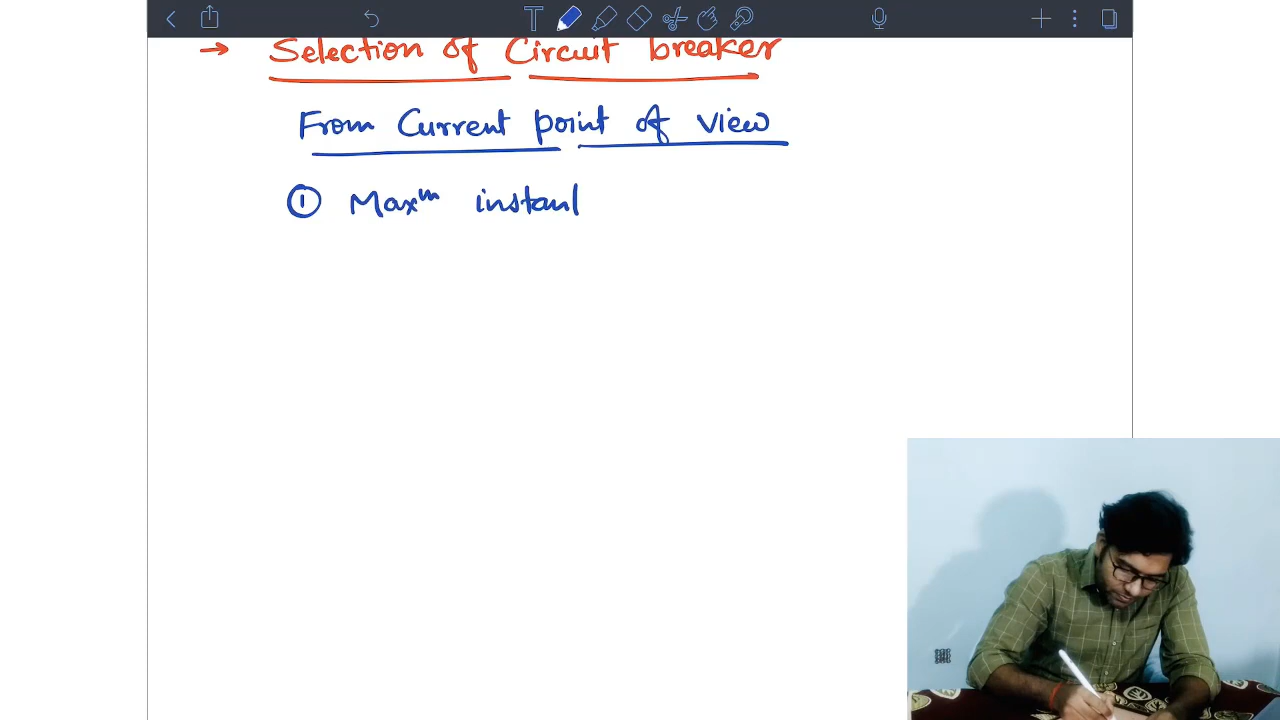 → Selection of Circuit breaker
From Current point of view
① Maxᵐ instant